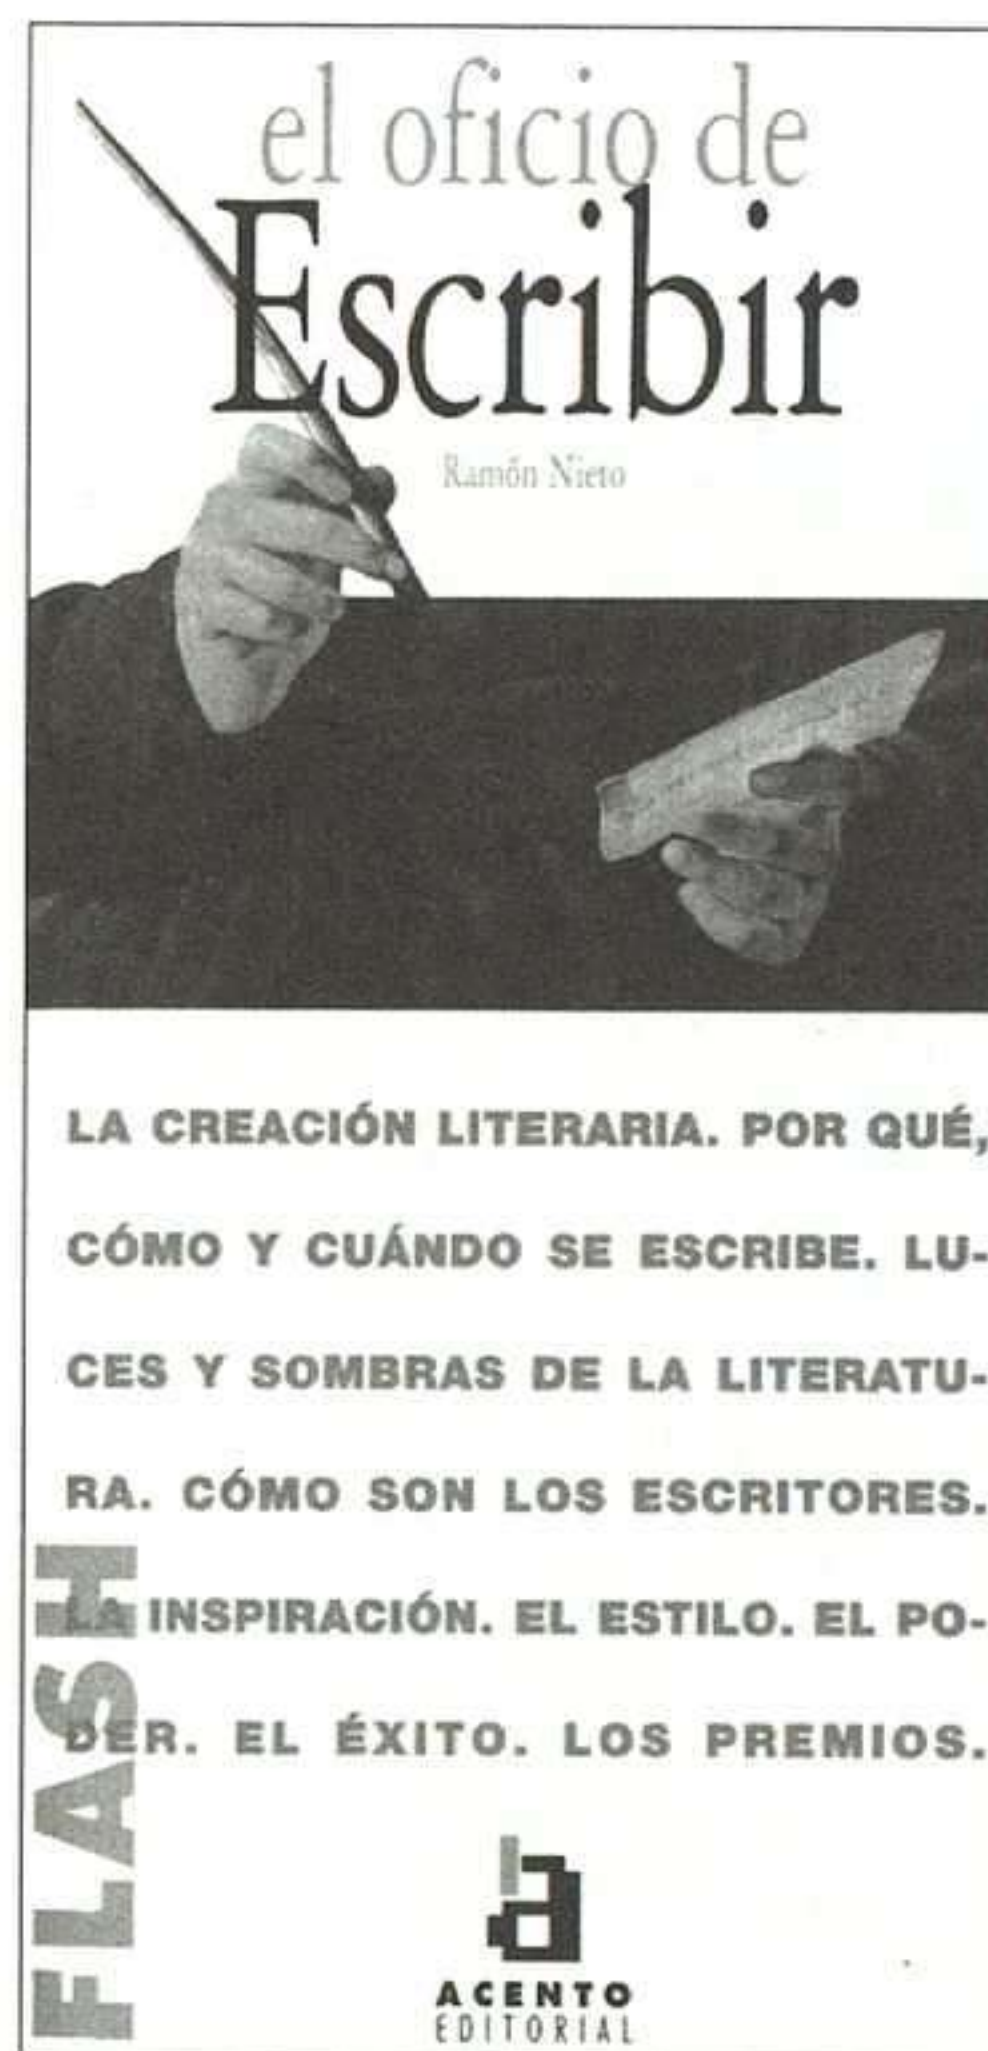 el oficio de
Escribir
Ramón Nieto
LA CREACIÓN LITERARIA. POR QUÉ,
CÓMO Y CUÁNDO SE ESCRIBE. LU-
CES Y SOMBRAS DE LA LITERATU-
RA. CÓMO SON LOS ESCRITORES.
LA INSPIRACIÓN. EL ESTILO. EL PO-
DER. EL ÉXITO. LOS PREMIOS.
FLASH
a
ACENTO
EDITORIAL